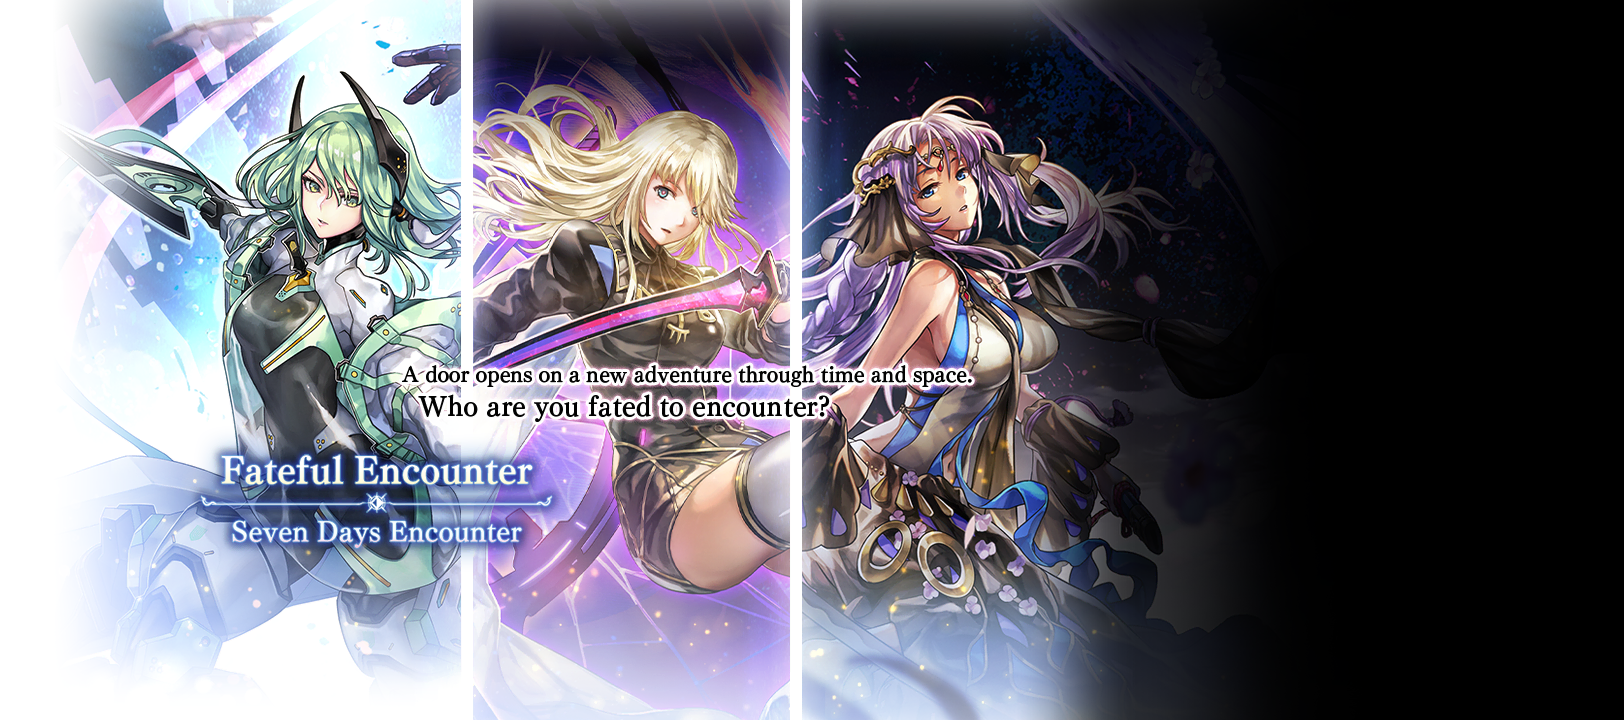 A door opens on a new adventure through time and space.
Who are you fated to encounter?
Fateful Encounter
Seven Days Encounter